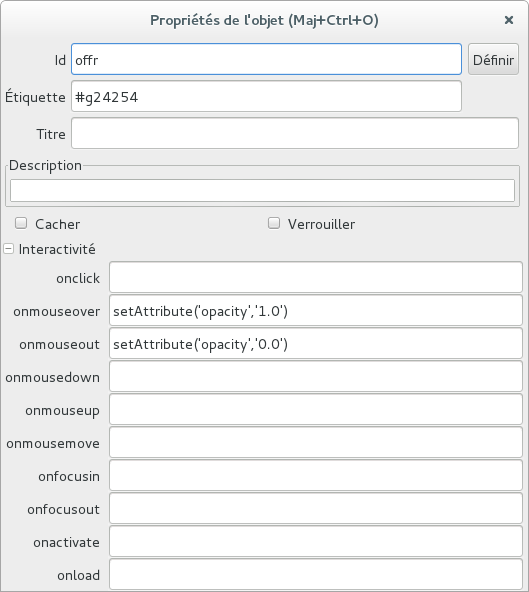 Propriétés de l'objet (Maj+Ctrl+O) ×
Id offr Définir
Étiquette #g24254
Titre
Description
Cacher Verrouiller
Interactivité
onclick
onmouseover setAttribute('opacity','1.0')
onmouseout setAttribute('opacity','0.0')
onmousedown
onmouseup
onmousemove
onfocusin
onfocusout
onactivate
onload